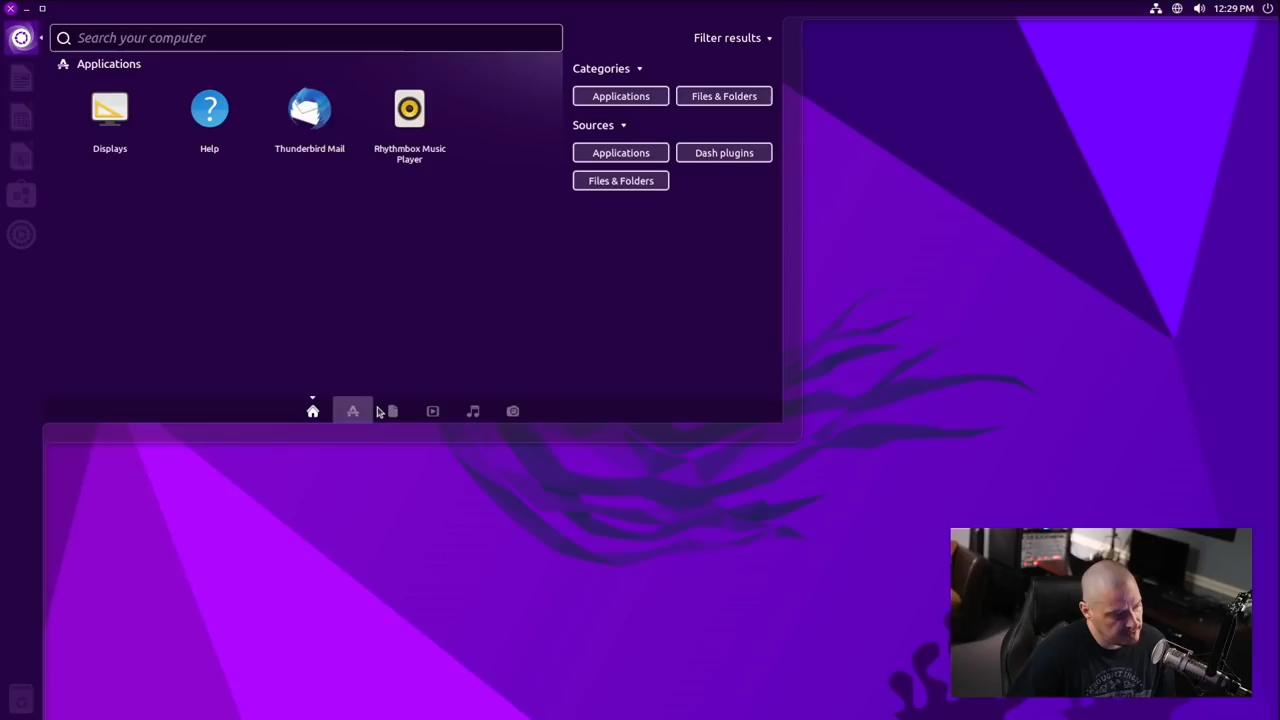 12:29 PM
Search your computer
Filter results
Applications
Categories
Applications
Files & Folders
Displays
Help
Thunderbird Mail
Rhythmbox Music
Player
Sources
Applications
Dash plugins
Files & Folders